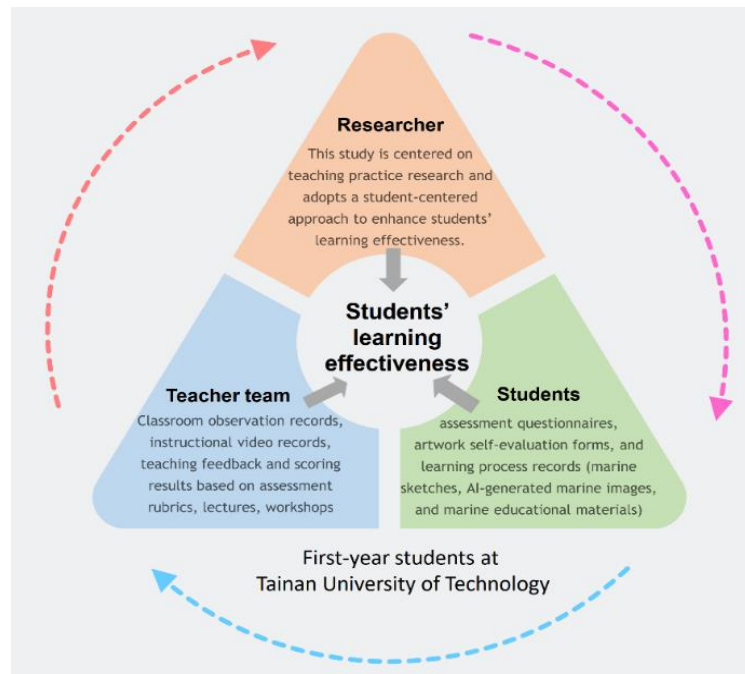 Researcher
This study is centered on
teaching practice research and
adopts a student-centered
approach to enhance students’
learning effectiveness.
Students’
learning
effectiveness
Teacher team
Classroom observation records,
instructional video records,
teaching feedback and scoring
results based on assessment
rubrics, lectures, workshops
Students
assessment questionnaires,
artwork self-evaluation forms, and
learning process records (marine
sketches, AI-generated marine images,
and marine educational materials)
First-year students at
Tainan University of Technology